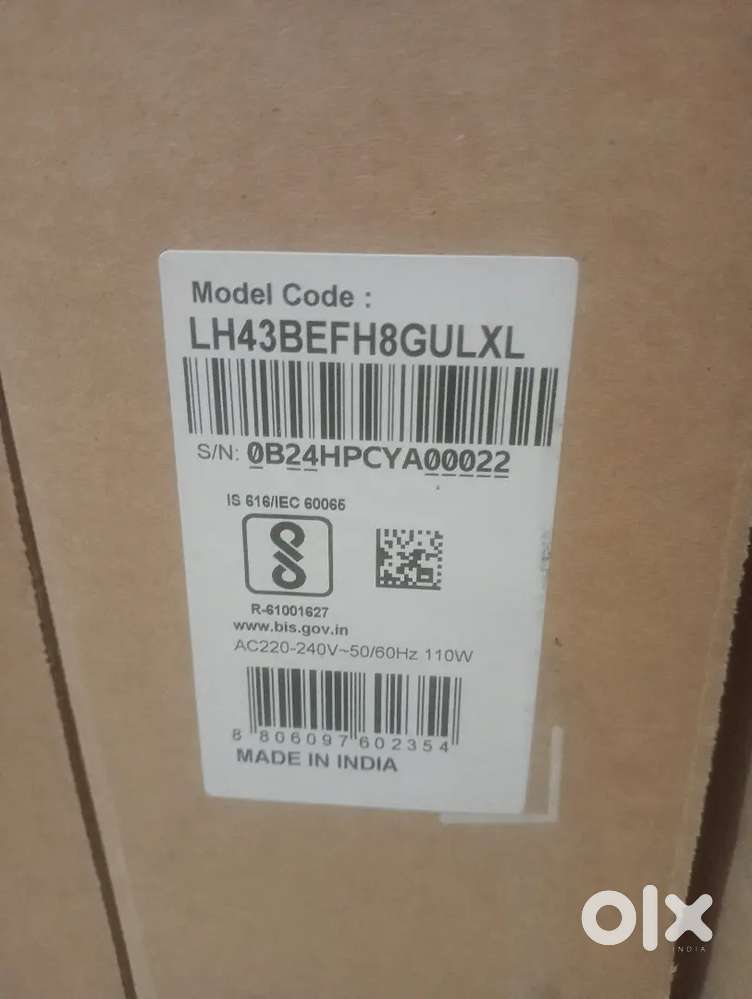 Model Code :
LH43BEFH8GULXL
S/N: 0B24HPCYA00022
IS 616/IEC 60065
R-61001627
www.bis.gov.in
AC220-240V~50/60Hz 110W
8 806097 602354
MADE IN INDIA
olx
INDIA